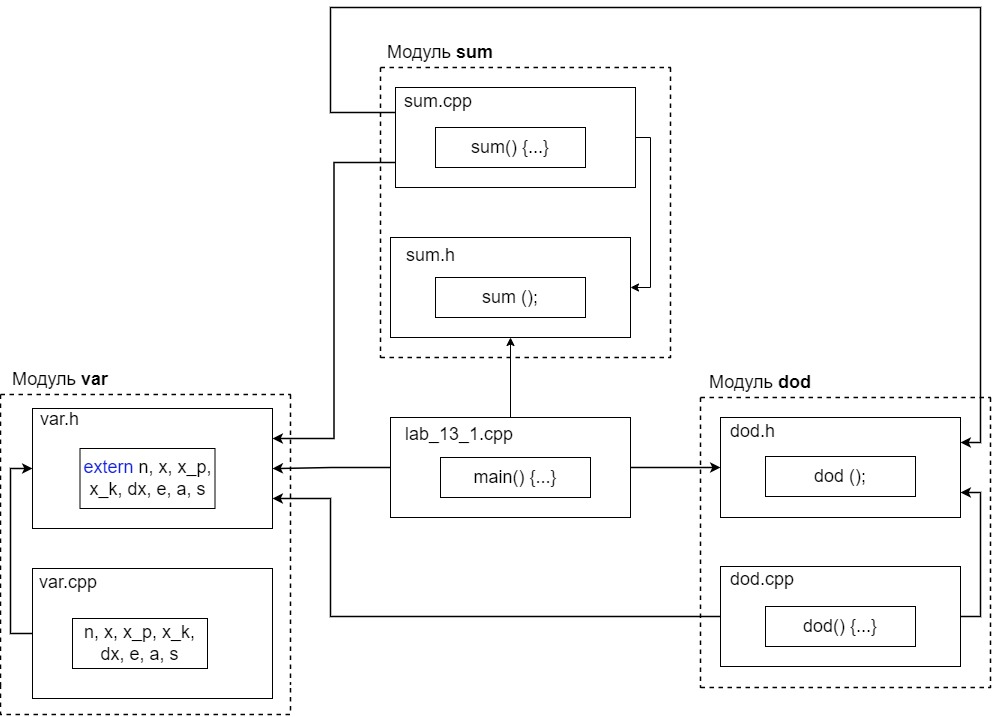 Модуль sum
sum.cpp
sum() {...}
sum.h
sum ();
Модуль var
var.h
extern n, x, x_p,
x_k, dx, e, a, s
var.cpp
n, x, x_p, x_k,
dx, e, a, s
lab_13_1.cpp
main() {...}
Модуль dod
dod.h
dod ();
dod.cpp
dod() {...}